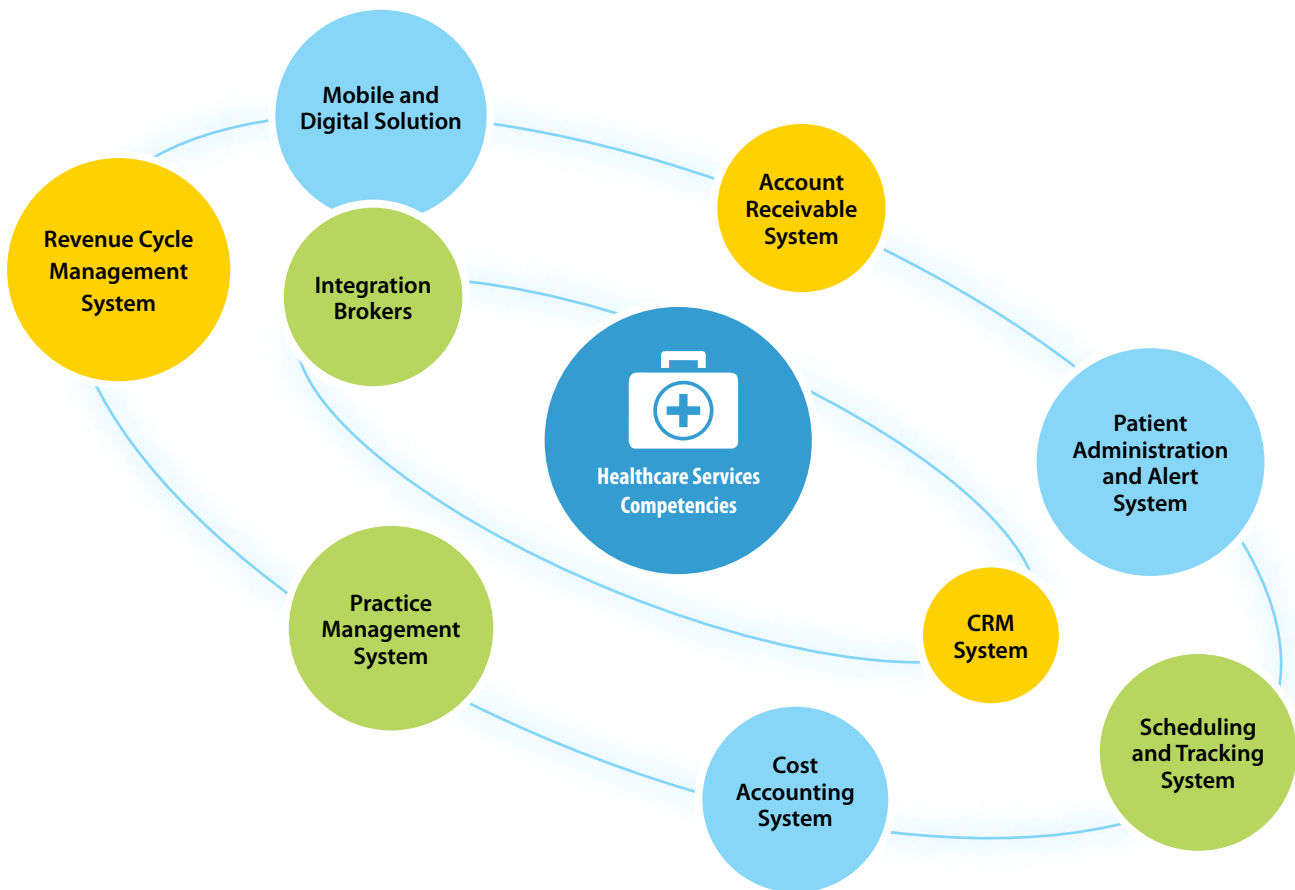 Mobile and
Digital Solution
Account
Receivable
System
Revenue Cycle
Management
System
Integration
Brokers
Healthcare Services
Competencies
Patient
Administration
and Alert
System
Practice
Management
System
CRM
System
Scheduling
and Tracking
System
Cost
Accounting
System